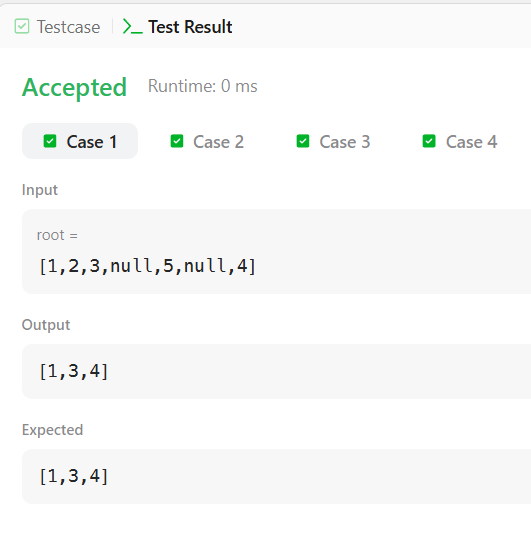 Testcase
Test Result
Accepted Runtime: 0 ms
Case 1 Case 2 Case 3 Case 4
Input
root =
[1,2,3,null,5,null,4]
Output
[1,3,4]
Expected
[1,3,4]